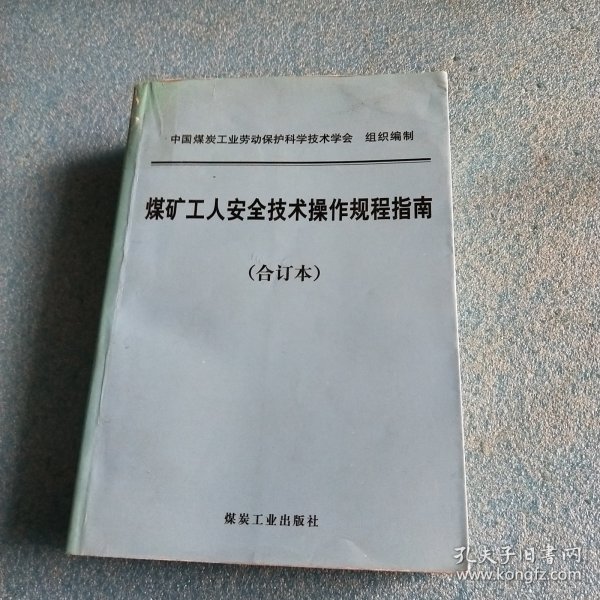 中国煤炭工业劳动保护科学技术学会 组织编制
煤矿工人安全技术操作规程指南
(合订本)
煤炭工业出版社
孔夫子旧书网
www.kongfz.com